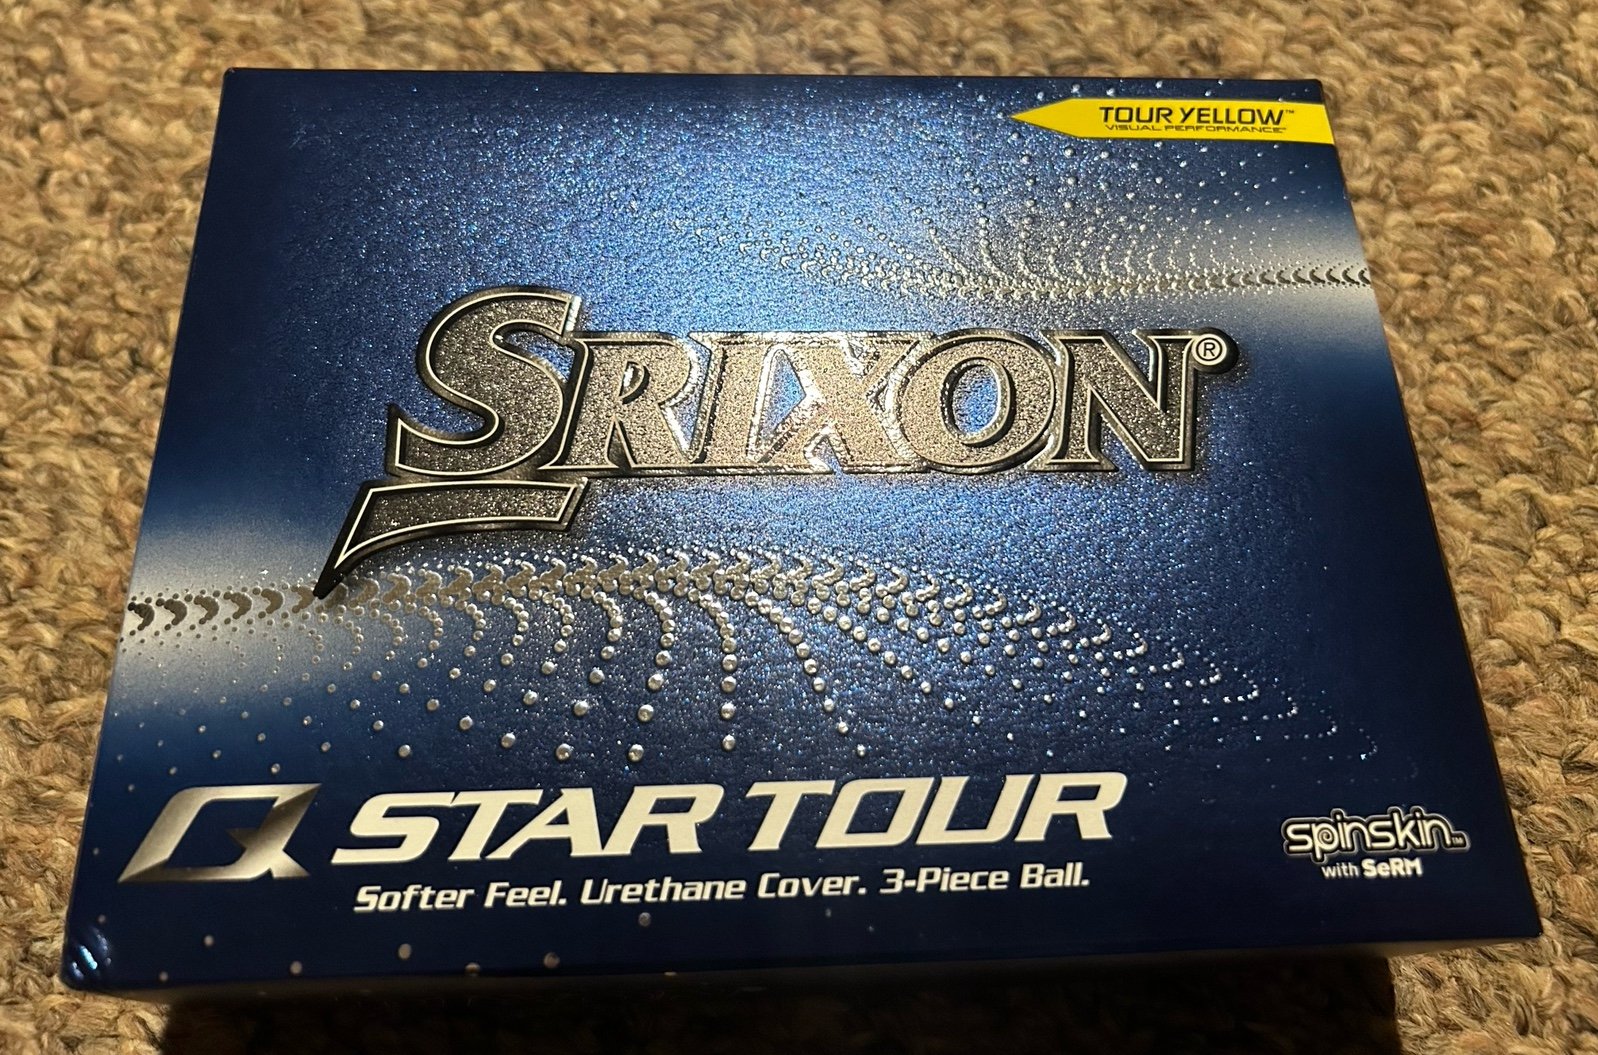 TOUR YELLOW™
VISUAL PERFORMANCE™
SRIXON®
Q STAR TOUR
Softer Feel. Urethane Cover. 3-Piece Ball.
spinskin™
with SeRM